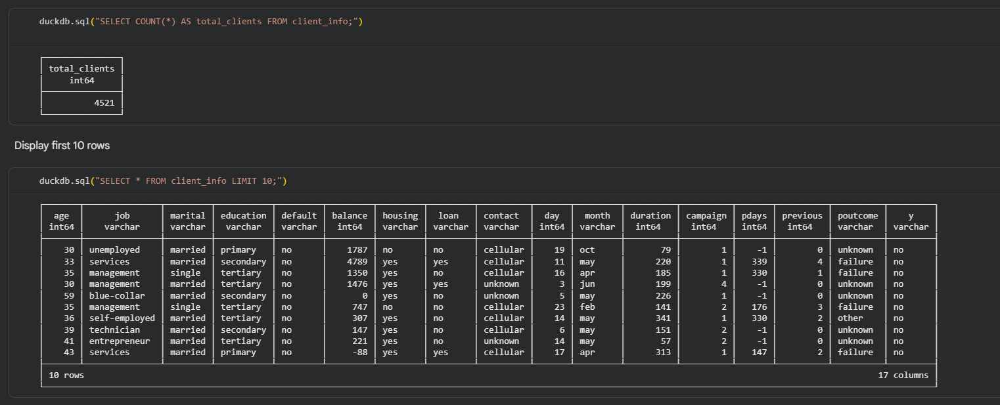 duckdb.sql("SELECT COUNT(*) AS total_clients FROM client_info;")
total_clients
int64
4521
Display first 10 rows
duckdb.sql("SELECT * FROM client_info LIMIT 10;")
age job marital education default balance housing loan contact day month duration campaign pdays previous poutcome y
int64 varchar varchar varchar varchar int64 varchar varchar varchar int64 varchar int64 int64 int64 int64 varchar varchar
30 unemployed married primary no 1787 no no cellular 19 oct 79 1 -1 0 unknown no
33 services married secondary no 4789 yes yes cellular 11 may 220 1 339 4 failure no
35 management single tertiary no 1350 yes no cellular 16 apr 185 1 330 1 failure no
30 management married tertiary no 1476 yes yes unknown 3 jun 199 4 -1 0 unknown no
59 blue-collar married secondary no 0 yes no unknown 5 may 226 1 -1 0 unknown no
35 management single tertiary no 747 no no cellular 23 feb 141 2 176 3 failure no
36 self-employed married tertiary no 307 yes no cellular 14 may 341 1 330 2 other no
39 technician married secondary no 147 yes no cellular 6 may 151 2 -1 0 unknown no
41 entrepreneur married tertiary no 221 yes no unknown 14 may 57 2 -1 0 unknown no
43 services married primary no -88 yes yes cellular 17 apr 313 1 147 2 failure no
10 rows 17 columns